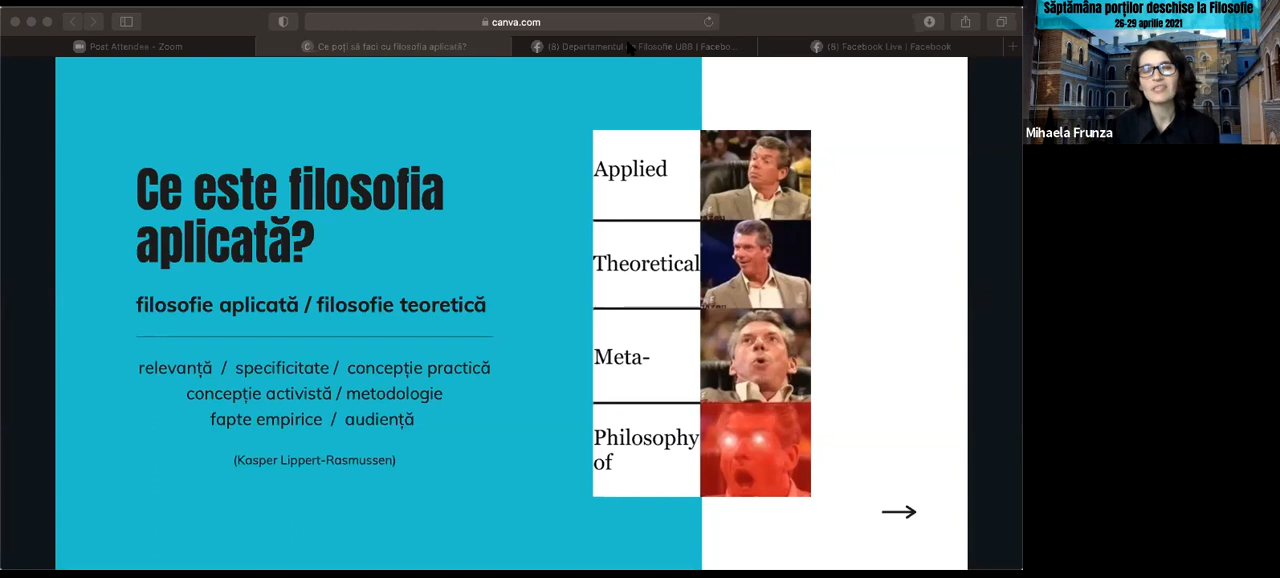 canva.com
Post Attendee - Zoom
Ce poți să faci cu filosofia aplicată?
(8) Departamentul Filosofie UBB | Facebo...
(8) Facebook Live | Facebook
Săptămâna porților deschise la Filosofie
26-29 aprilie 2021
Mihaela Frunza
Ce este filosofia
aplicată?
filosofie aplicată / filosofie teoretică
relevanță / specificitate / concepție practică
concepție activistă / metodologie
fapte empirice / audiență
(Kasper Lippert-Rasmussen)
Applied
Theoretical
Meta-
Philosophy
of